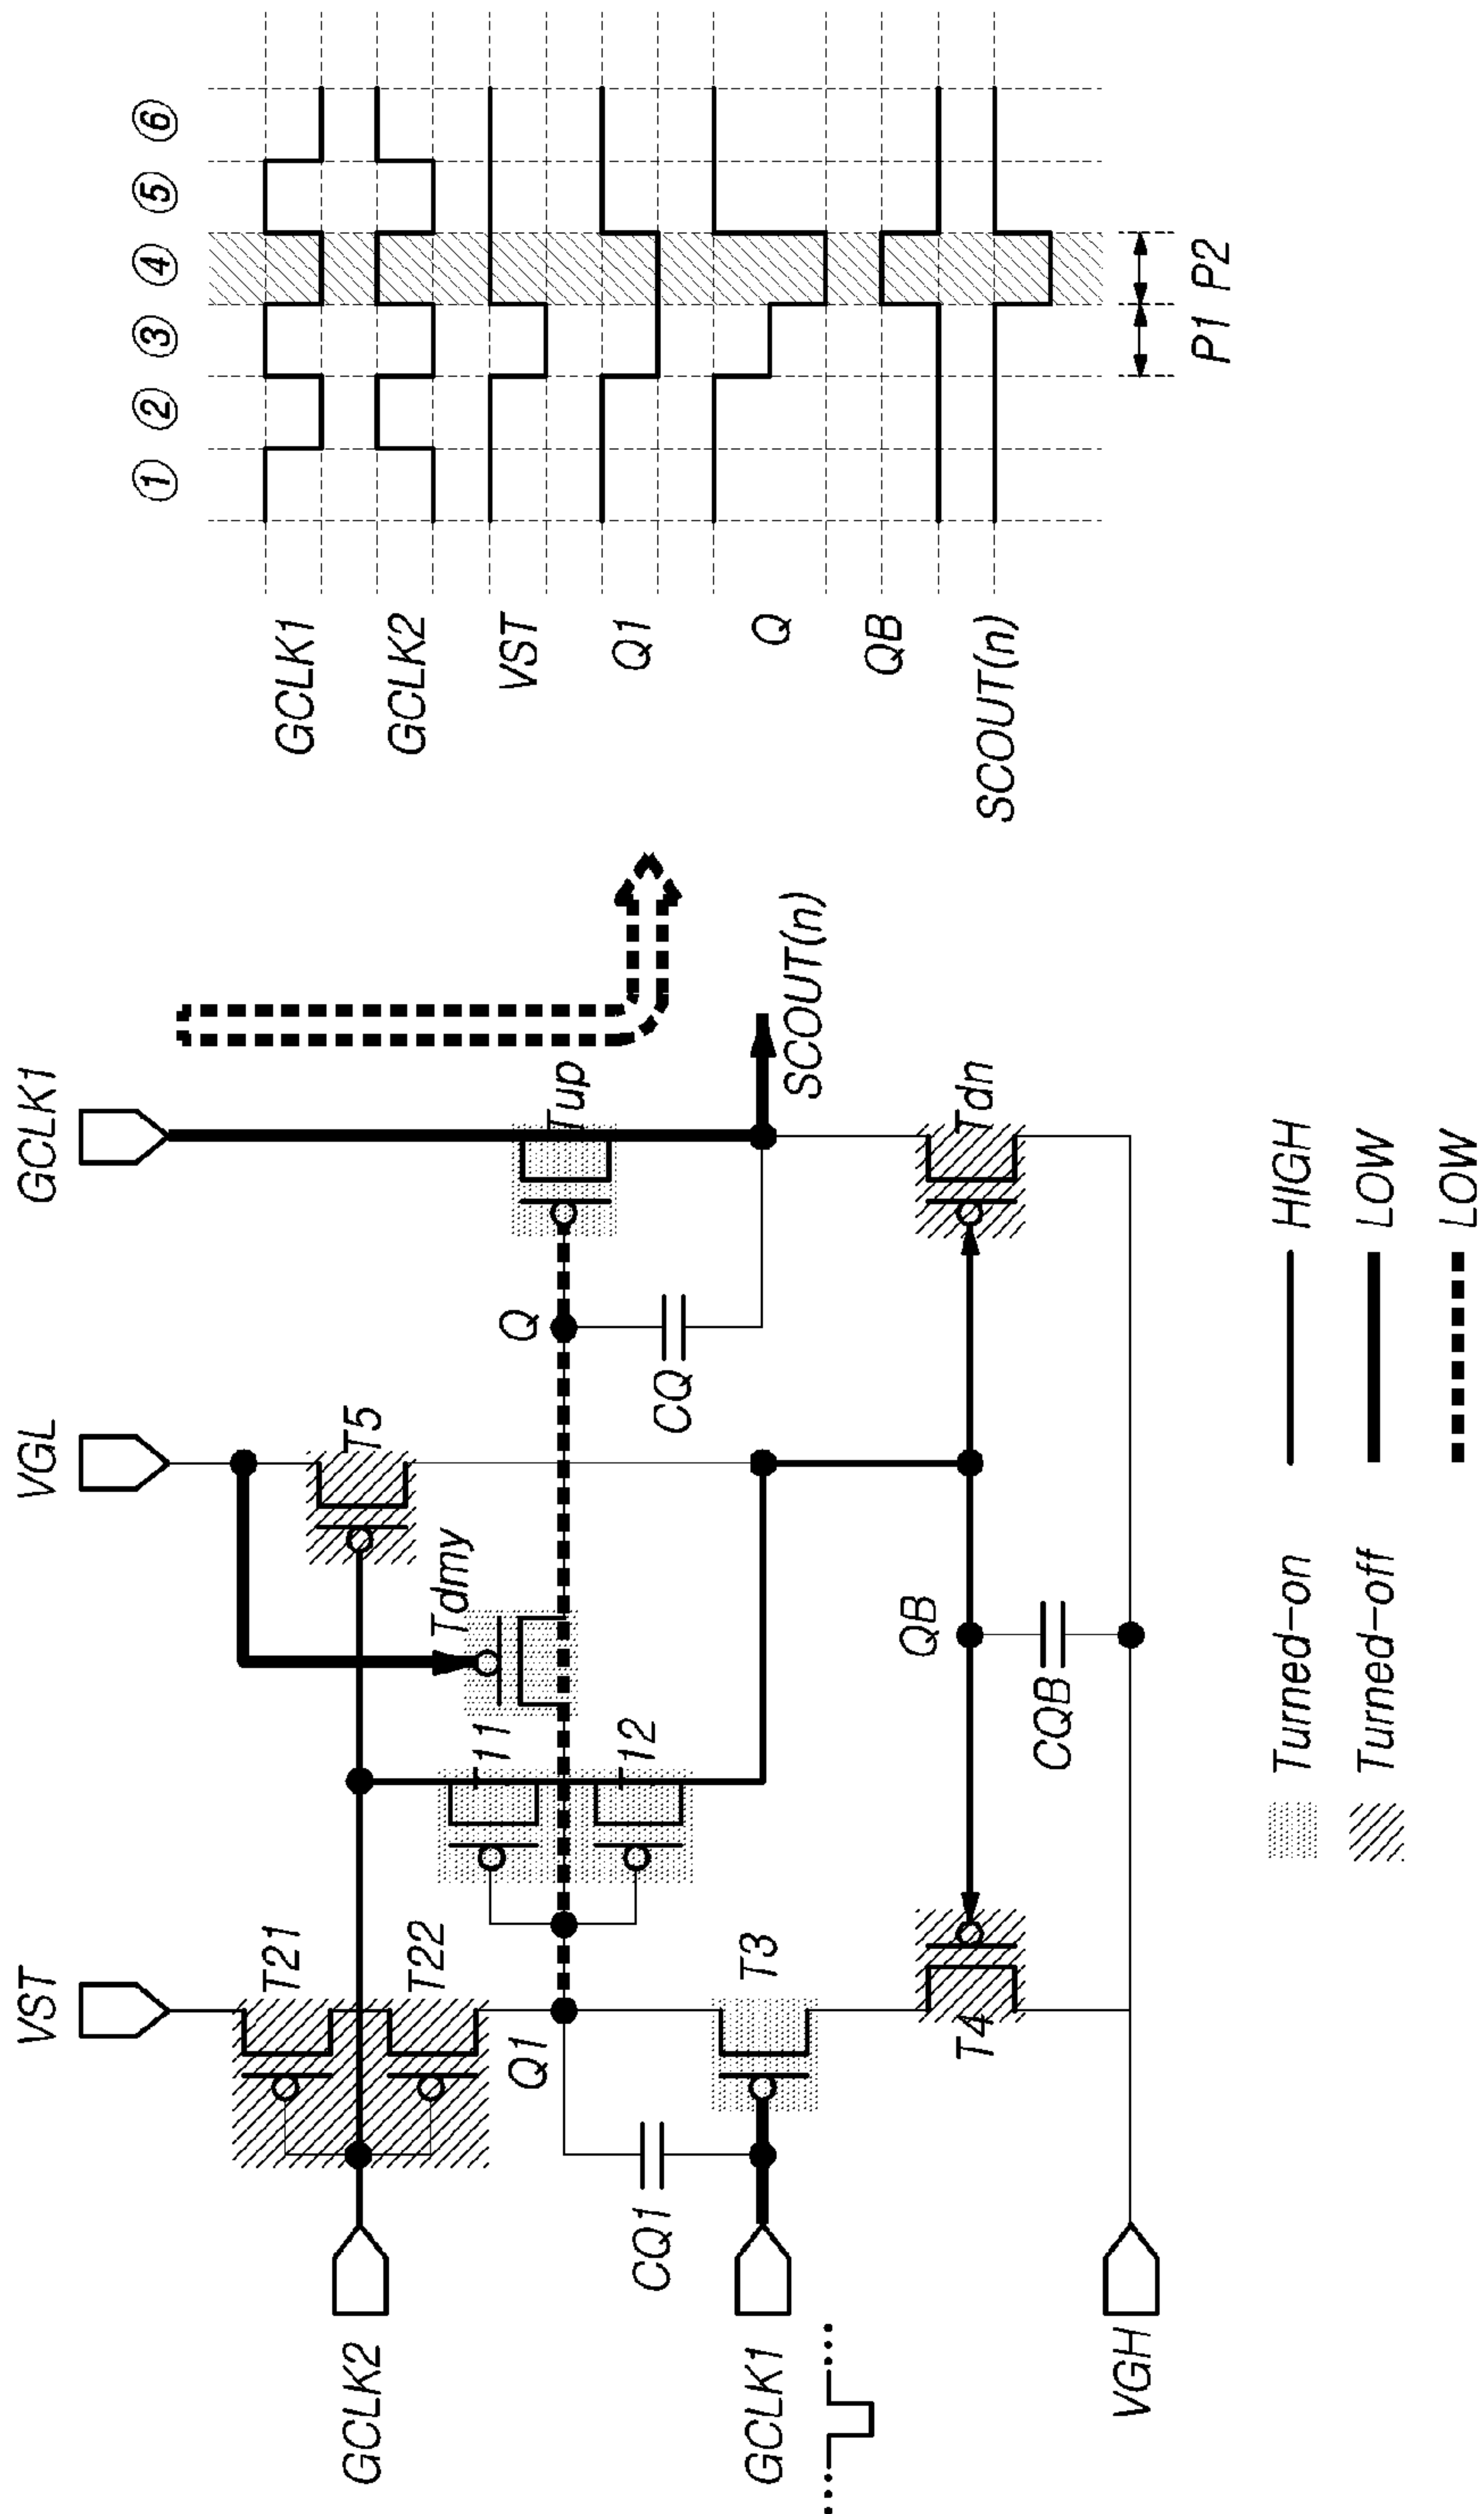 VST
VGL
GCLK1
T21
T22
T5
Tdmy
T11
T12
GCLK2
Q1
Q
Tup
CQ1
CQ
T3
GCLK1
SCOUT(n)
QB
T4
Tdn
CQB
VGH
Turned-on
HIGH
Turned-off
LOW
LOW
① ② ③ ④ ⑤ ⑥
GCLK1
GCLK2
VST
Q1
Q
QB
SCOUT(n)
P1 P2